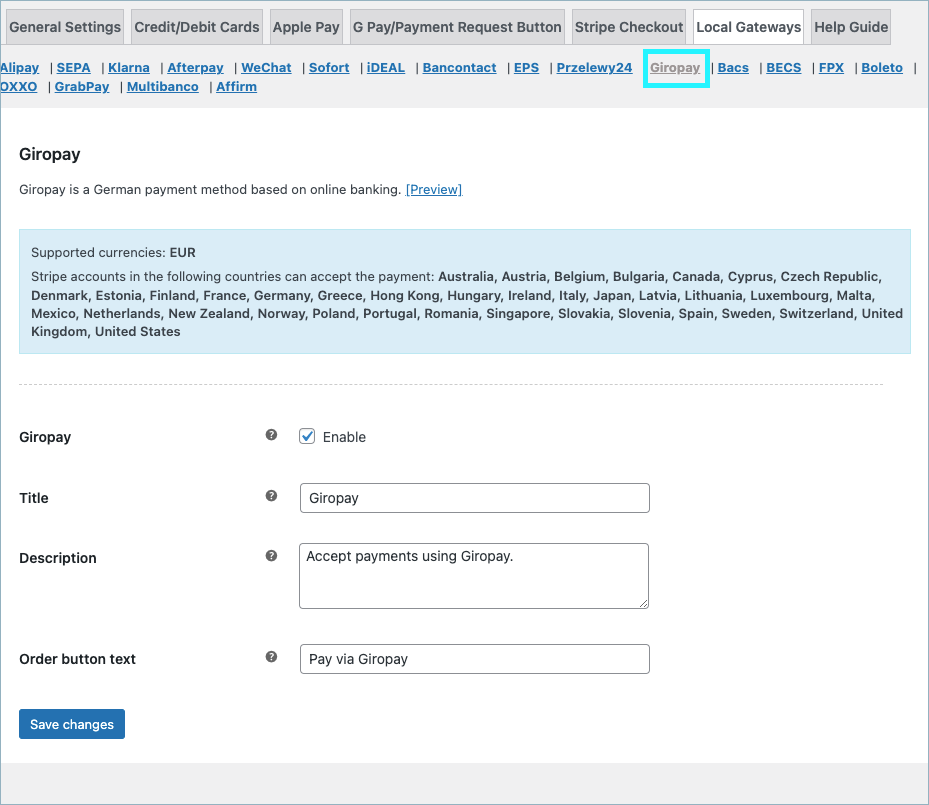 General Settings Credit/Debit Cards Apple Pay G Pay/Payment Request Button Stripe Checkout Local Gateways Help Guide
Alipay | SEPA | Klarna | Afterpay | WeChat | Sofort | iDEAL | Bancontact | EPS | Przelewy24 Giropay | Bacs | BECS | FPX | Boleto |
OXXO | GrabPay | Multibanco | Affirm
Giropay
Giropay is a German payment method based on online banking. [Preview]
Supported currencies: EUR
Stripe accounts in the following countries can accept the payment: Australia, Austria, Belgium, Bulgaria, Canada, Cyprus, Czech Republic,
Denmark, Estonia, Finland, France, Germany, Greece, Hong Kong, Hungary, Ireland, Italy, Japan, Latvia, Lithuania, Luxembourg, Malta,
Mexico, Netherlands, New Zealand, Norway, Poland, Portugal, Romania, Singapore, Slovakia, Slovenia, Spain, Sweden, Switzerland, United
Kingdom, United States
Giropay ? Enable
Title ? Giropay
Description ? Accept payments using Giropay.
Order button text ? Pay via Giropay
Save changes